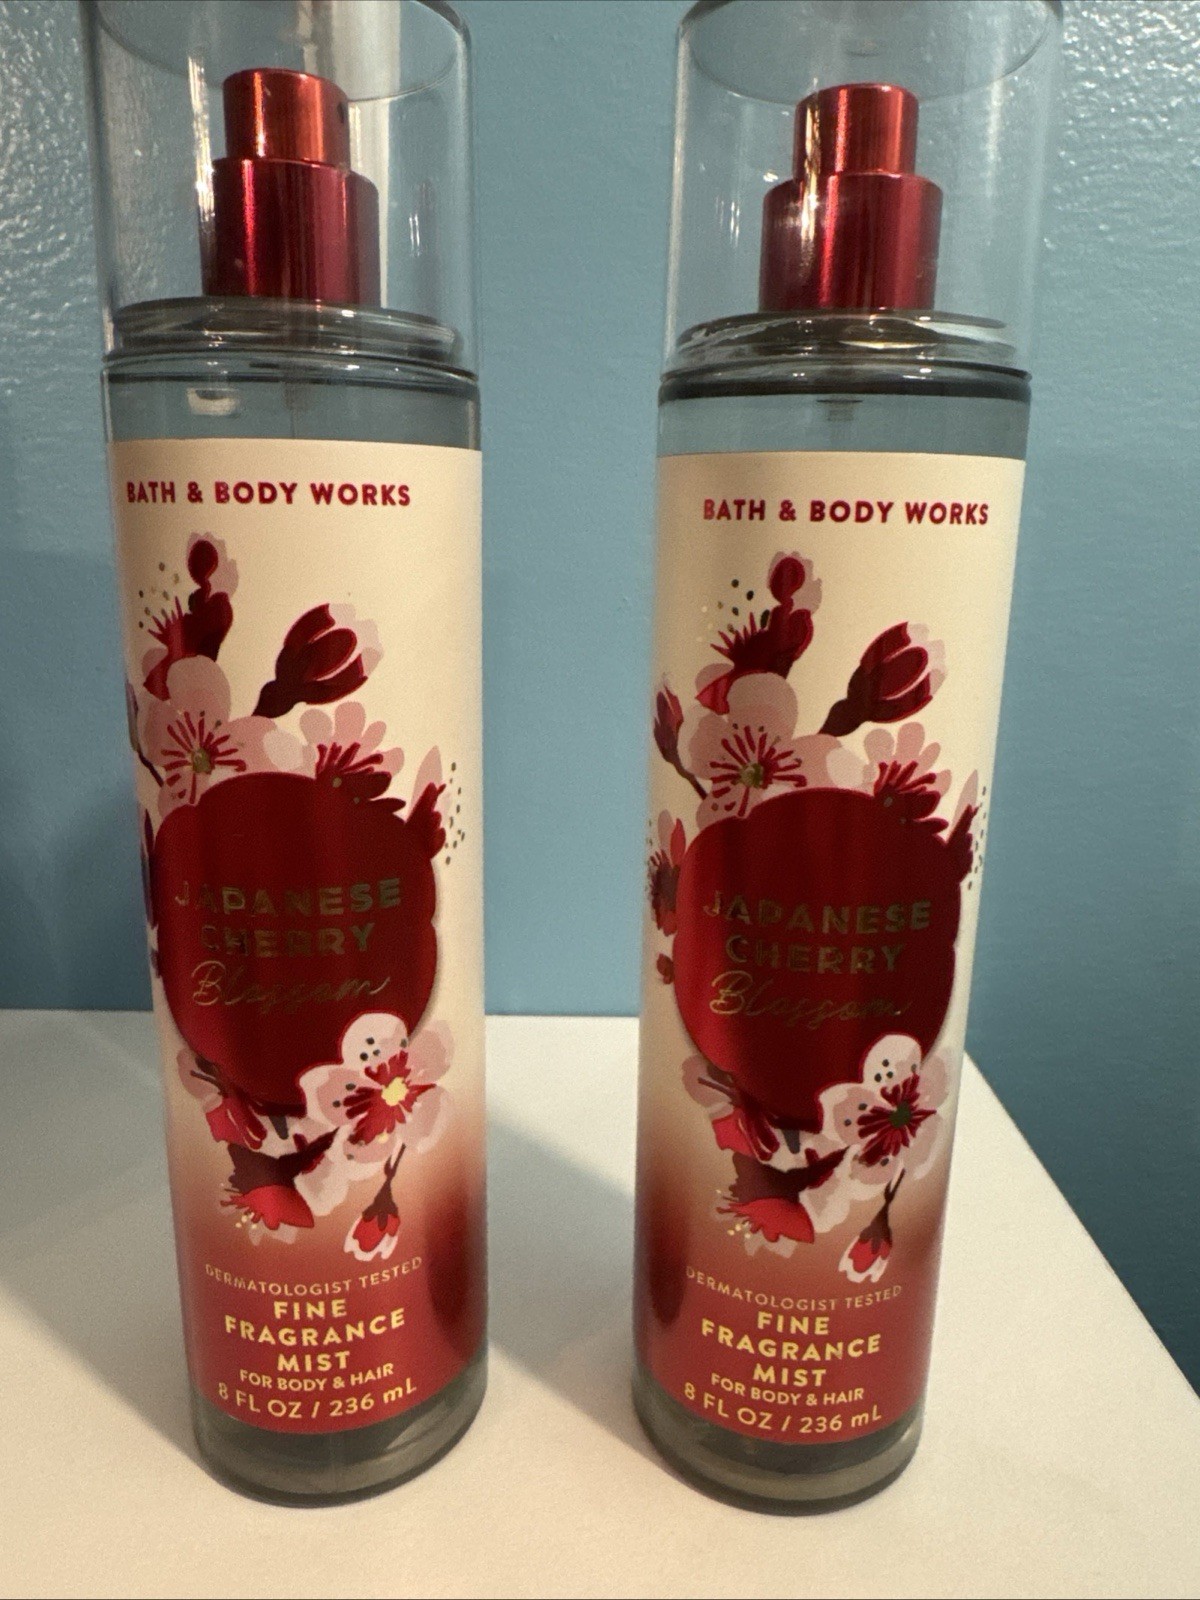 BATH & BODY WORKS
JAPANESE
CHERRY
Blossom
DERMATOLOGIST TESTED
FINE
FRAGRANCE
MIST
FOR BODY & HAIR
8 FL OZ / 236 mL
BATH & BODY WORKS
JAPANESE
CHERRY
Blossom
DERMATOLOGIST TESTED
FINE
FRAGRANCE
MIST
FOR BODY & HAIR
8 FL OZ / 236 mL